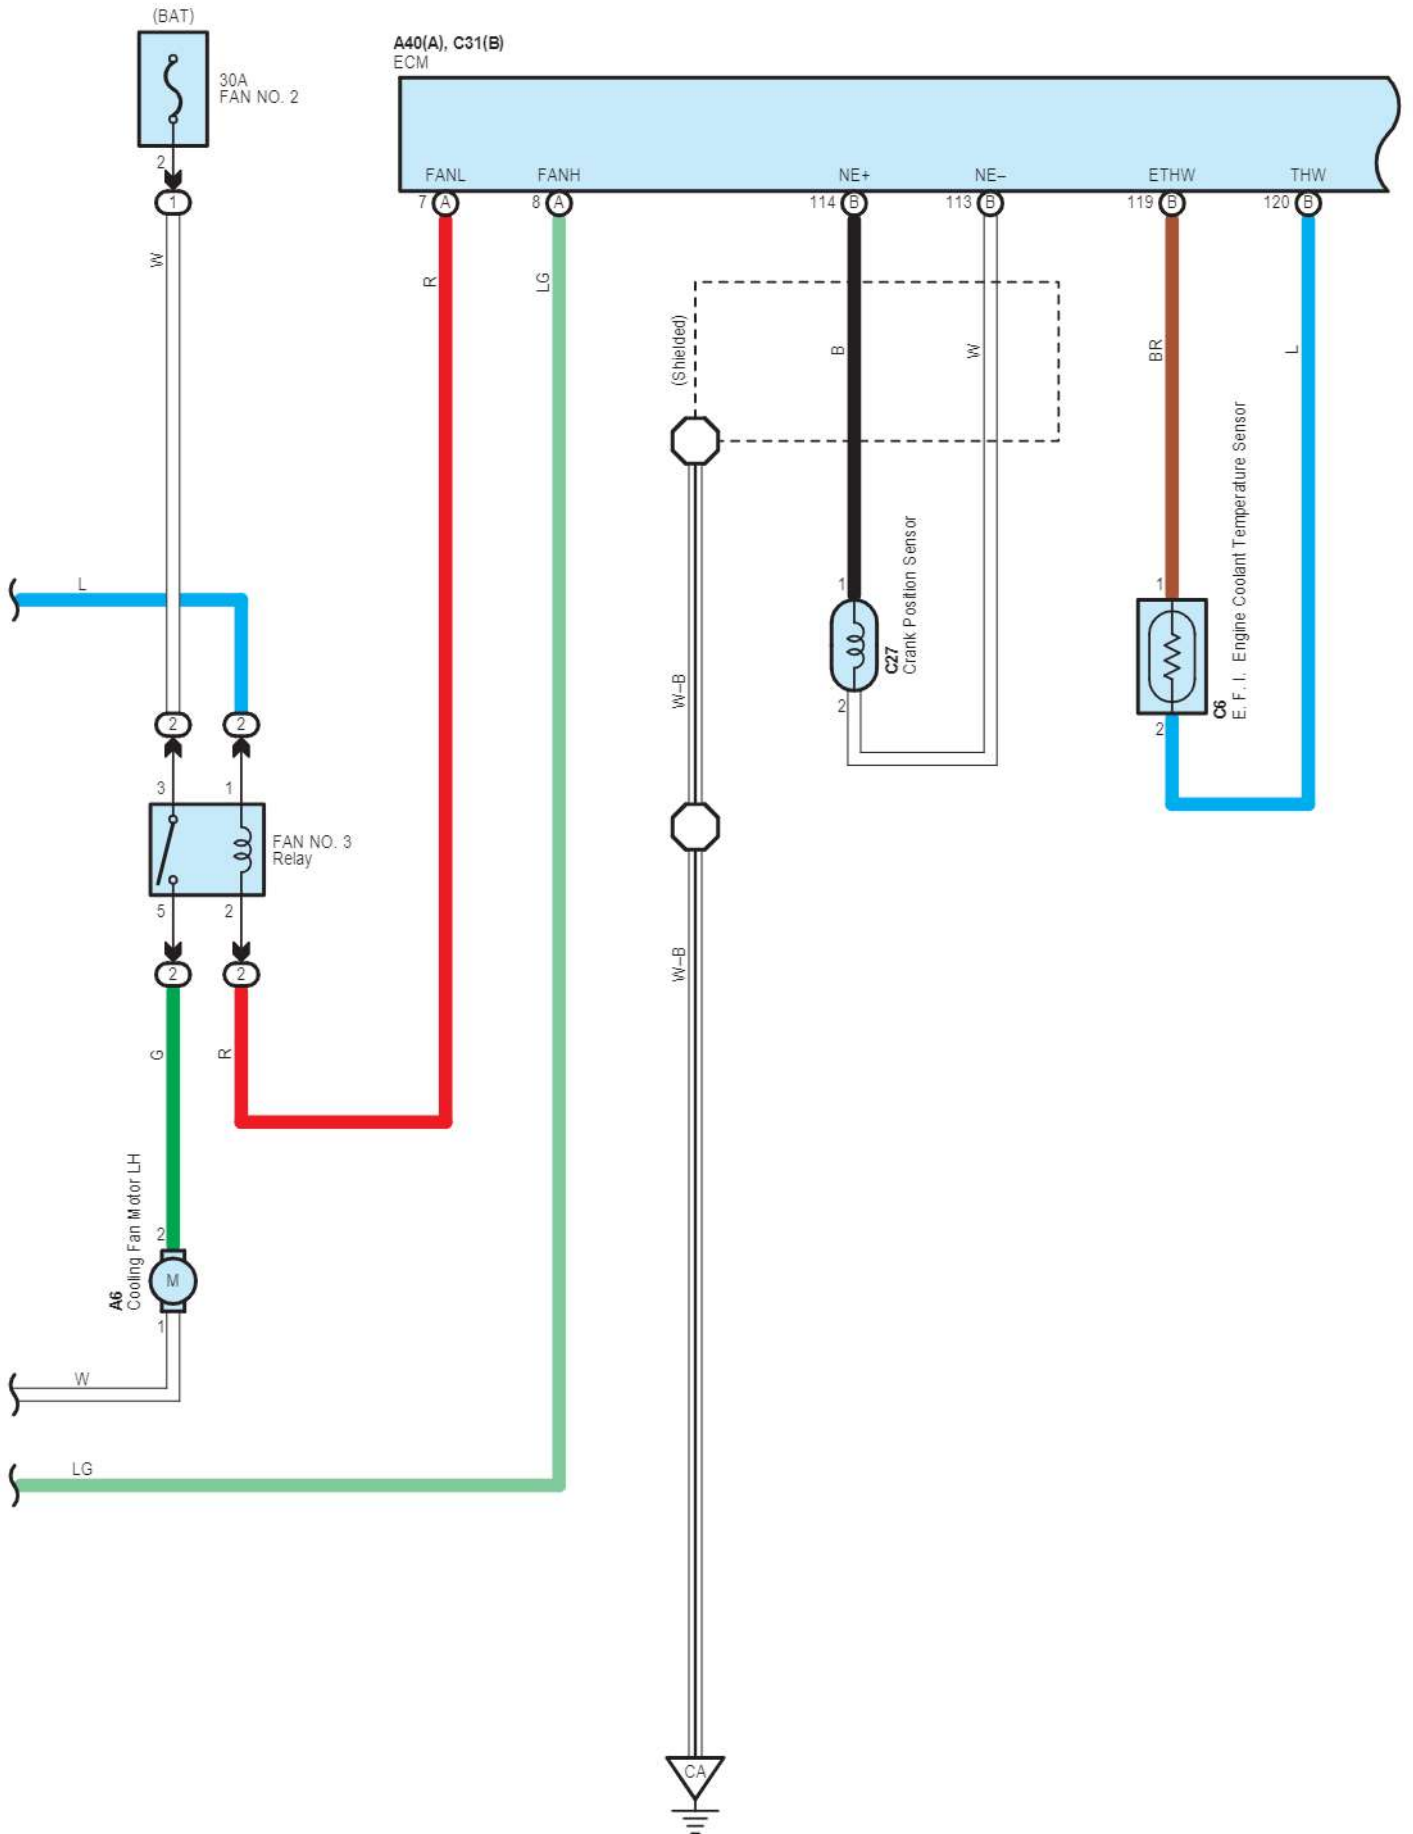 (BAT)
30A
FAN NO. 2
2
1
W
A40(A), C31(B)
ECM
FANL
FANH
NE+
NE–
ETHW
THW
7
A
8
A
114
B
113
B
119
B
120
B
R
LG
(Shielded)
B
W
BR
L
L
1
C27
Crank Position Sensor
2
1
C6
E. F. I. Engine Coolant Temperature Sensor
2
W–B
2
2
3
1
FAN NO. 3
Relay
5
2
2
2
W–B
G
R
2
A6
Cooling Fan Motor LH
M
1
W
LG
CA